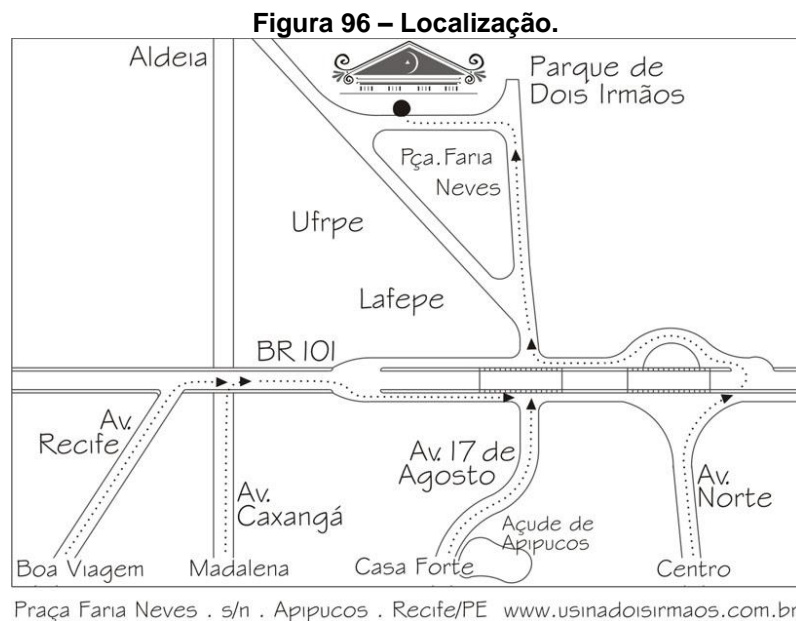 Figura 96 – Localização.
Aldeia
Parque de
Dois Irmãos
Pça. Faria
Neves
Ufrpe
Lafepe
BR 101
Av.
Recife
Av. 17 de
Agosto
Av.
Caxangá
Av.
Norte
Açude de
Apipucos
Boa Viagem
Madalena
Casa Forte
Centro
Praça Faria Neves . s/n . Apipucos . Recife/PE www.usinadoisirmaos.com.br